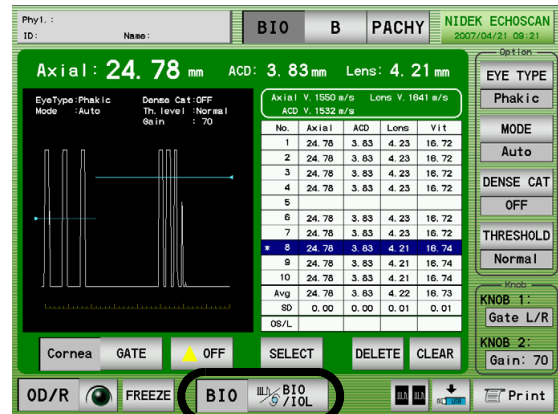 Phy1. :
ID: Name:
BIO B PACHY
NIDEK ECHOSCAN
2007/04/21 09:21
Axial: 24. 78 mm ACD: 3. 83 mm Lens: 4. 21 mm
EyeType:Phakic Dense Cat:OFF
Mode :Auto Th. level :Normal
Gain : 70
Axial V. 1550 m/s Lens V. 1641 m/s
ACD V. 1532 m/s
No. Axial ACD Lens Vit
1 24.78 3.83 4.23 16.72
2 24.78 3.83 4.23 16.72
3 24.78 3.83 4.23 16.72
4 24.78 3.83 4.23 16.72
5
6 24.78 3.83 4.23 16.72
7 24.78 3.83 4.23 16.72
* 8 24.78 3.83 4.21 16.74
9 24.78 3.83 4.21 16.74
10 24.78 3.83 4.21 16.74
Avg 24.78 3.83 4.22 16.73
SD 0.00 0.00 0.01 0.01
OS/L
Option
EYE TYPE
Phakic
MODE
Auto
DENSE CAT
OFF
THRESHOLD
Normal
Knob
KNOB 1:
Gate L/R
KNOB 2:
Gain: 70
Cornea GATE OFF SELECT DELETE CLEAR
OD/R FREEZE BIO BIO
/IOL
Print